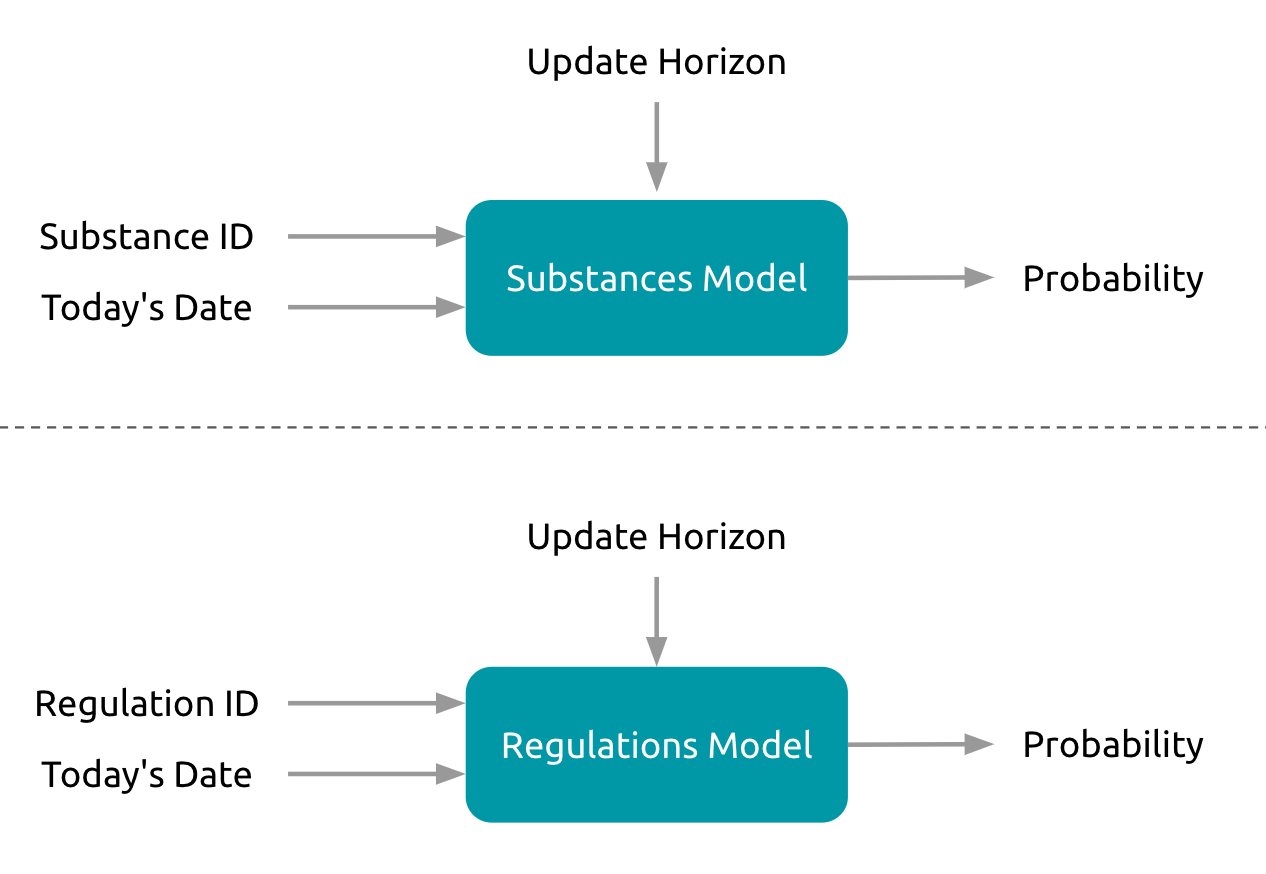 Update Horizon
Substance ID
Today's Date
Substances Model
Probability
Update Horizon
Regulation ID
Today's Date
Regulations Model
Probability